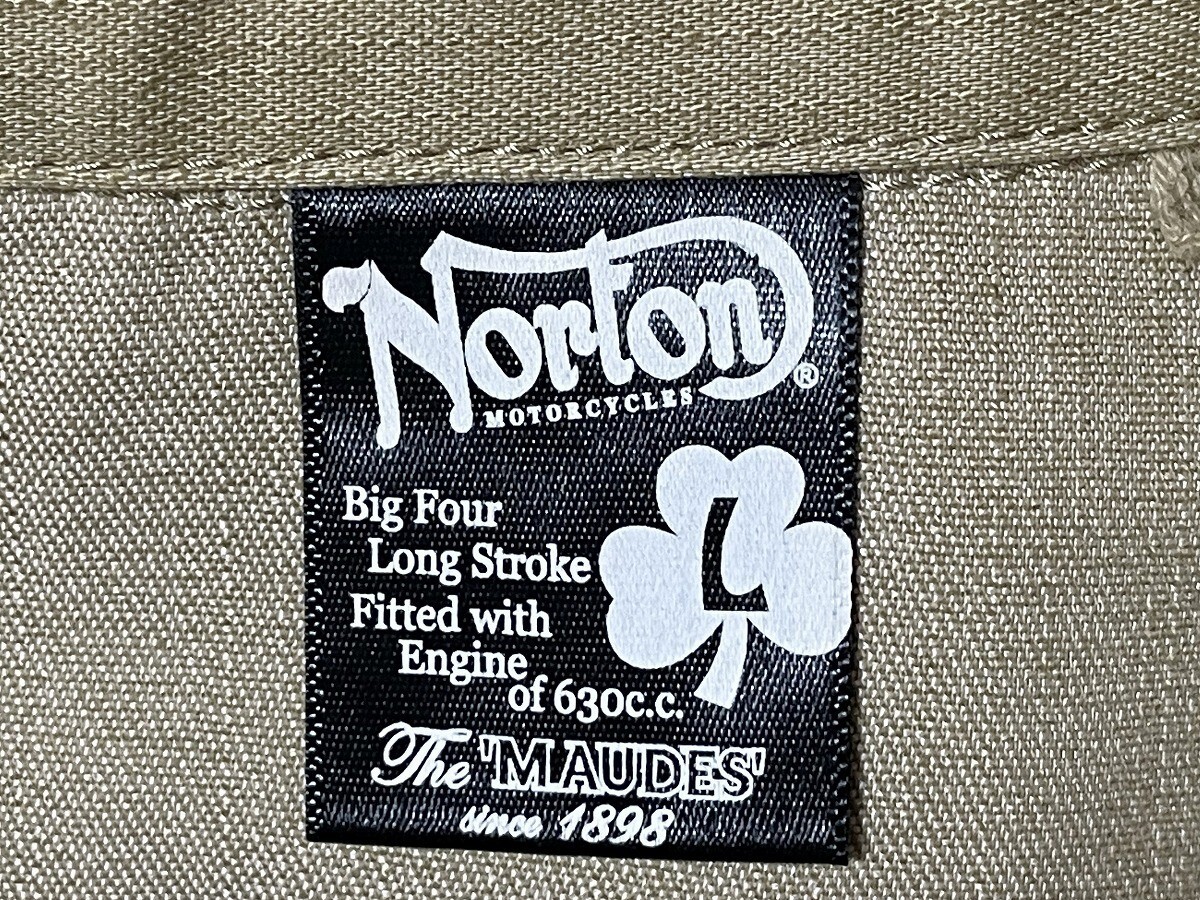 Norton
®
MOTORCYCLES
Big Four
Long Stroke
Fitted with
Engine
of 630c.c.
L
The 'MAUDES'
since 1898